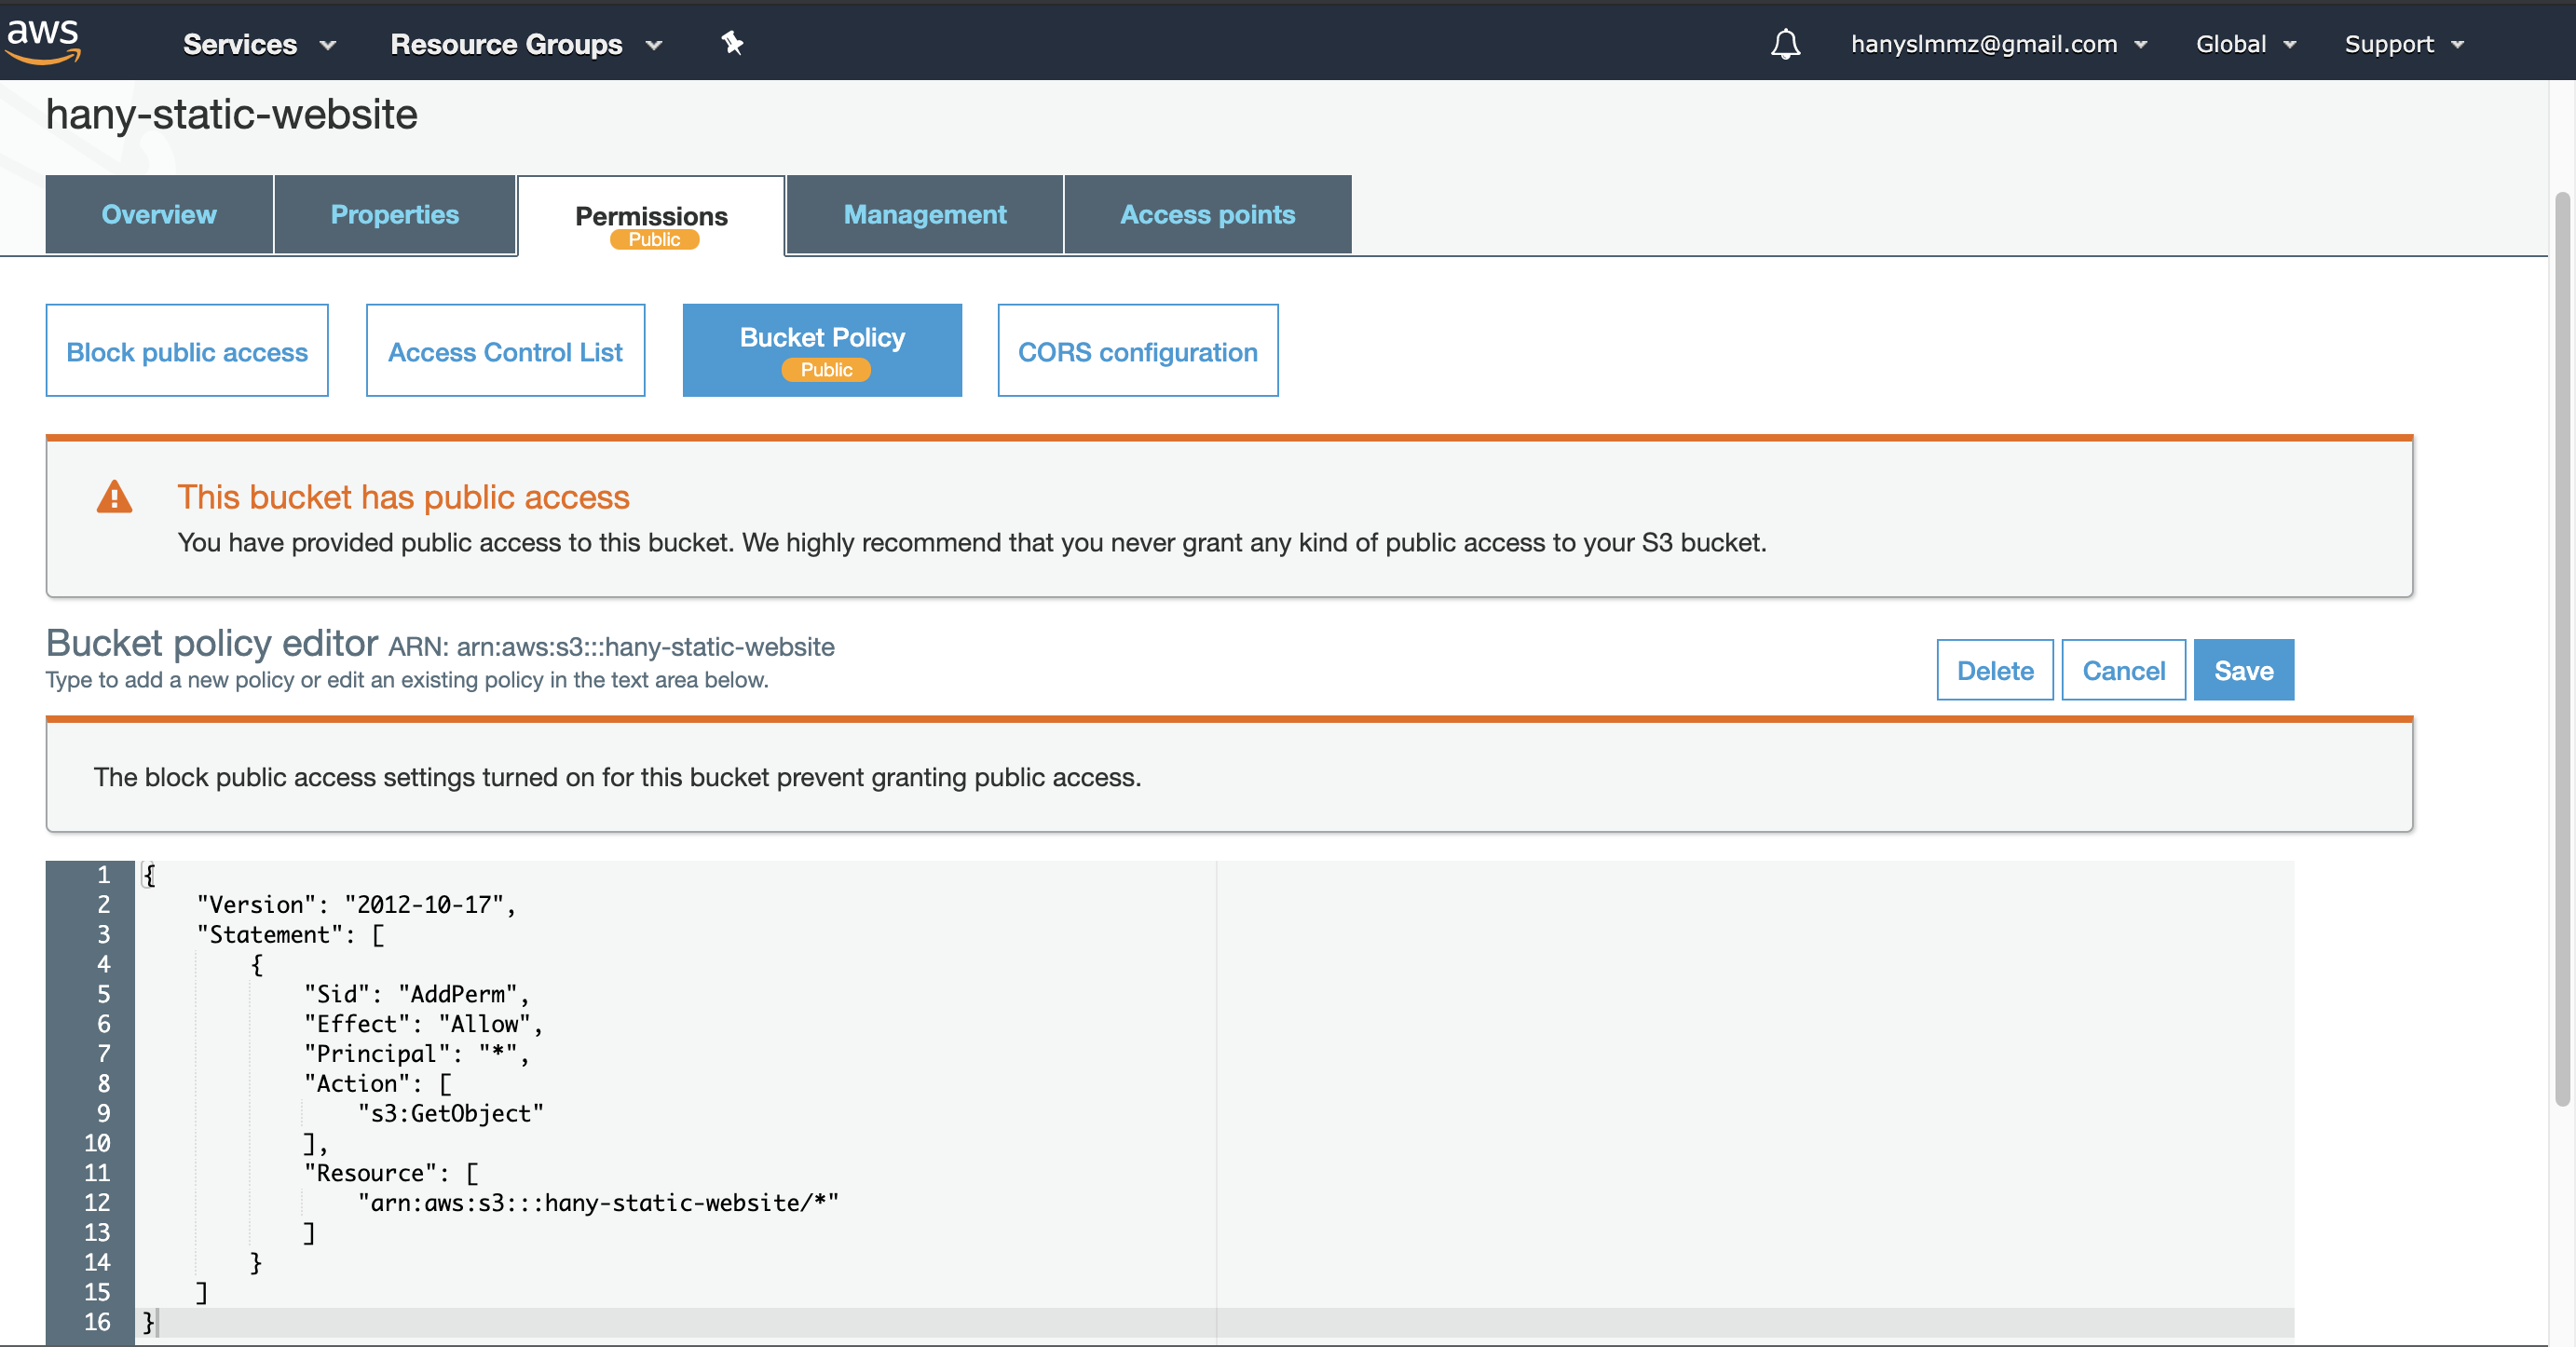 aws Services Resource Groups hanyslmmz@gmail.com Global Support
hany-static-website
Overview Properties Permissions Management Access points
Public
Block public access Access Control List Bucket Policy CORS configuration
Public
This bucket has public access
You have provided public access to this bucket. We highly recommend that you never grant any kind of public access to your S3 bucket.
Bucket policy editor ARN: arn:aws:s3:::hany-static-website
Type to add a new policy or edit an existing policy in the text area below.
Delete Cancel Save
The block public access settings turned on for this bucket prevent granting public access.
1 {
2 "Version": "2012-10-17",
3 "Statement": [
4 {
5 "Sid": "AddPerm",
6 "Effect": "Allow",
7 "Principal": "*",
8 "Action": [
9 "s3:GetObject"
10 ],
11 "Resource": [
12 "arn:aws:s3:::hany-static-website/*"
13 ]
14 }
15 ]
16 }